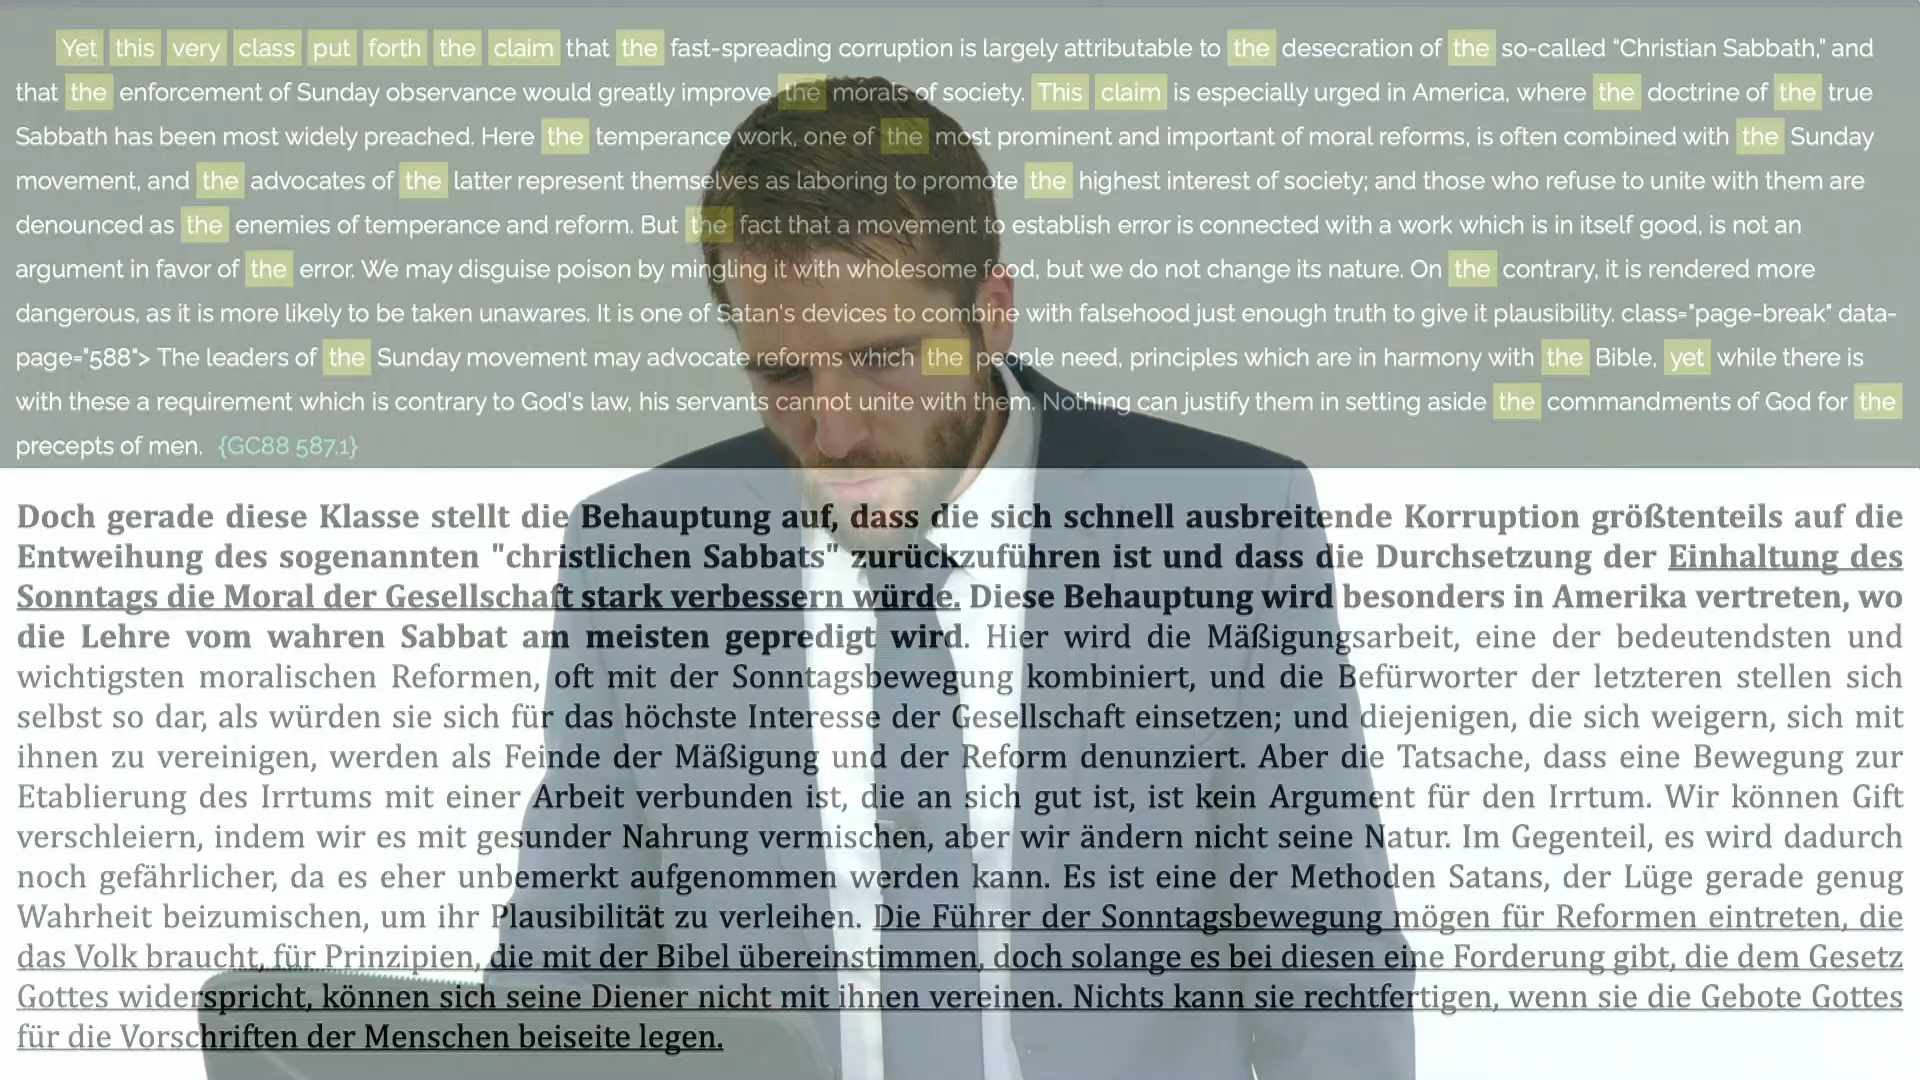 Yet this very class put forth the claim that the fast-spreading corruption is largely attributable to the desecration of the so-called “Christian Sabbath,” and
that the enforcement of Sunday observance would greatly improve the morals of society. This claim is especially urged in America, where the doctrine of the true
Sabbath has been most widely preached. Here the temperance work, one of the most prominent and important of moral reforms, is often combined with the Sunday
movement, and the advocates of the latter represent themselves as laboring to promote the highest interest of society; and those who refuse to unite with them are
denounced as the enemies of temperance and reform. But the fact that a movement to establish error is connected with a work which is in itself good, is not an
argument in favor of the error. We may disguise poison by mingling it with wholesome food, but we do not change its nature. On the contrary, it is rendered more
dangerous, as it is more likely to be taken unawares. It is one of Satan's devices to combine with falsehood just enough truth to give it plausibility. class="page-break" data-
page="588"> The leaders of the Sunday movement may advocate reforms which the people need, principles which are in harmony with the Bible, yet while there is
with these a requirement which is contrary to God's law, his servants cannot unite with them. Nothing can justify them in setting aside the commandments of God for the
precepts of men. {GC88 587.1}
Doch gerade diese Klasse stellt die Behauptung auf, dass die sich schnell ausbreitende Korruption größtenteils auf die
Entweihung des sogenannten "christlichen Sabbats" zurückzuführen ist und dass die Durchsetzung der Einhaltung des
Sonntags die Moral der Gesellschaft stark verbessern würde. Diese Behauptung wird besonders in Amerika vertreten, wo
die Lehre vom wahren Sabbat am meisten gepredigt wird. Hier wird die Mäßigungsarbeit, eine der bedeutendsten und
wichtigsten moralischen Reformen, oft mit der Sonntagsbewegung kombiniert, und die Befürworter der letzteren stellen sich
selbst so dar, als würden sie sich für das höchste Interesse der Gesellschaft einsetzen; und diejenigen, die sich weigern, sich mit
ihnen zu vereinigen, werden als Feinde der Mäßigung und der Reform denunziert. Aber die Tatsache, dass eine Bewegung zur
Etablierung des Irrtums mit einer Arbeit verbunden ist, die an sich gut ist, ist kein Argument für den Irrtum. Wir können Gift
verschleiern, indem wir es mit gesunder Nahrung vermischen, aber wir ändern nicht seine Natur. Im Gegenteil, es wird dadurch
noch gefährlicher, da es eher unbemerkt aufgenommen werden kann. Es ist eine der Methoden Satans, der Lüge gerade genug
Wahrheit beizumischen, um ihr Plausibilität zu verleihen. Die Führer der Sonntagsbewegung mögen für Reformen eintreten, die
das Volk braucht, für Prinzipien, die mit der Bibel übereinstimmen, doch solange es bei diesen eine Forderung gibt, die dem Gesetz
Gottes widerspricht, können sich seine Diener nicht mit ihnen vereinen. Nichts kann sie rechtfertigen, wenn sie die Gebote Gottes
für die Vorschriften der Menschen beiseite legen.